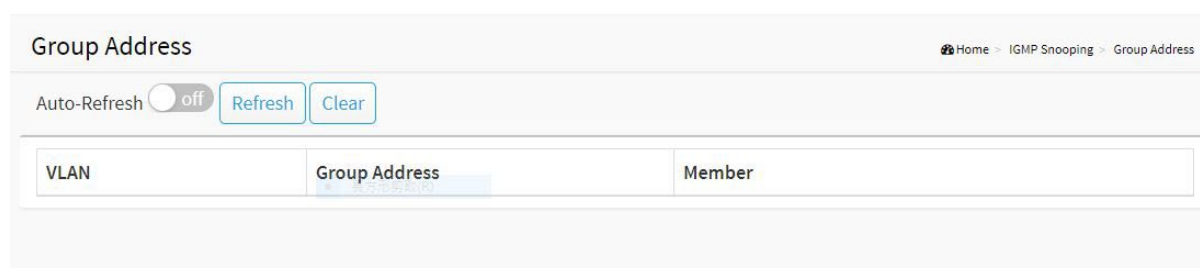 Group Address
Home > IGMP Snooping > Group Address
Auto-Refresh off Refresh Clear
VLAN Group Address Member